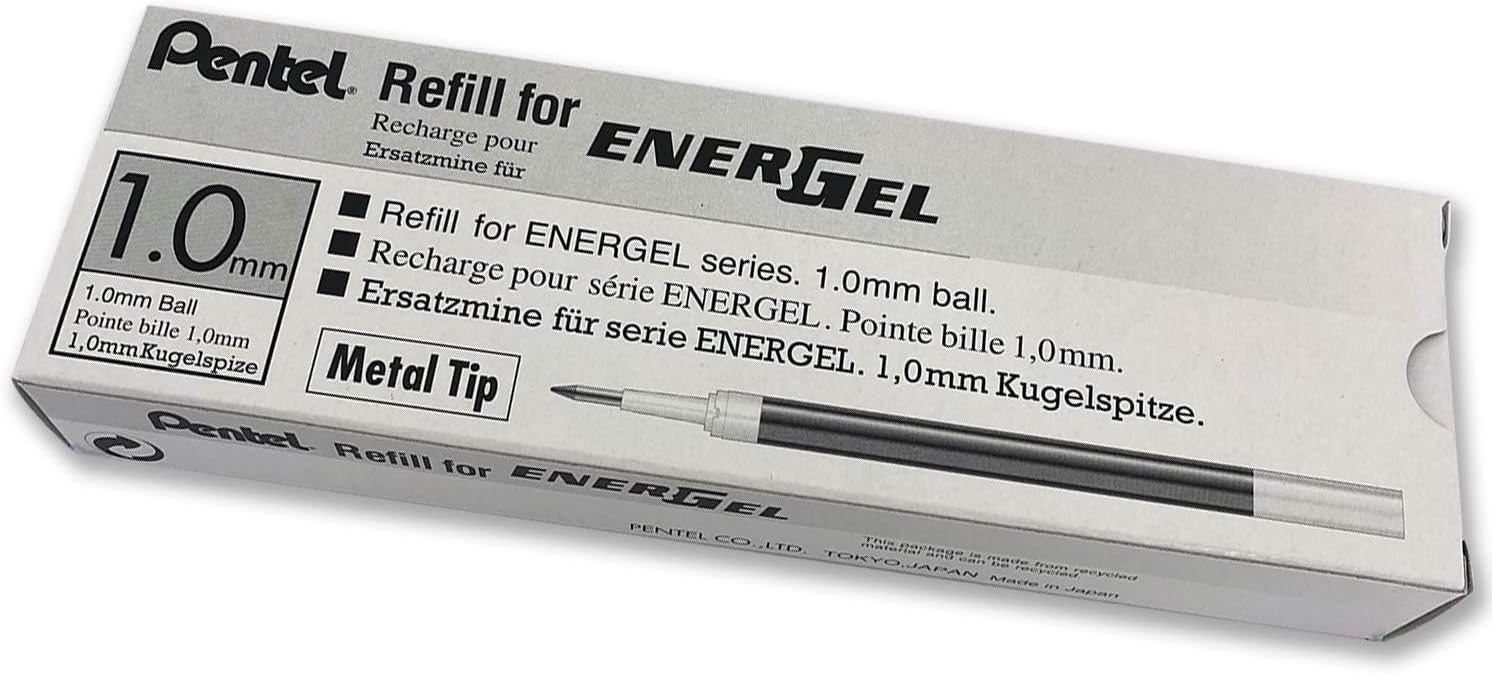 Pentel® Refill for ENERGEL
Recharge pour
Ersatzmine für
1.0mm
1.0mm Ball
Pointe bille 1,0mm
1,0mmKugelspize
■ Refill for ENERGEL series. 1.0mm ball.
■ Recharge pour série ENERGEL. Pointe bille 1,0mm.
■ Ersatzmine für serie ENERGEL. 1,0mm Kugelspitze.
Metal Tip
Pentel Refill for ENERGEL
PENTEL CO.,LTD. TOKYO,JAPAN Made in Japan
This package is made from recycled
material and can be recycled.